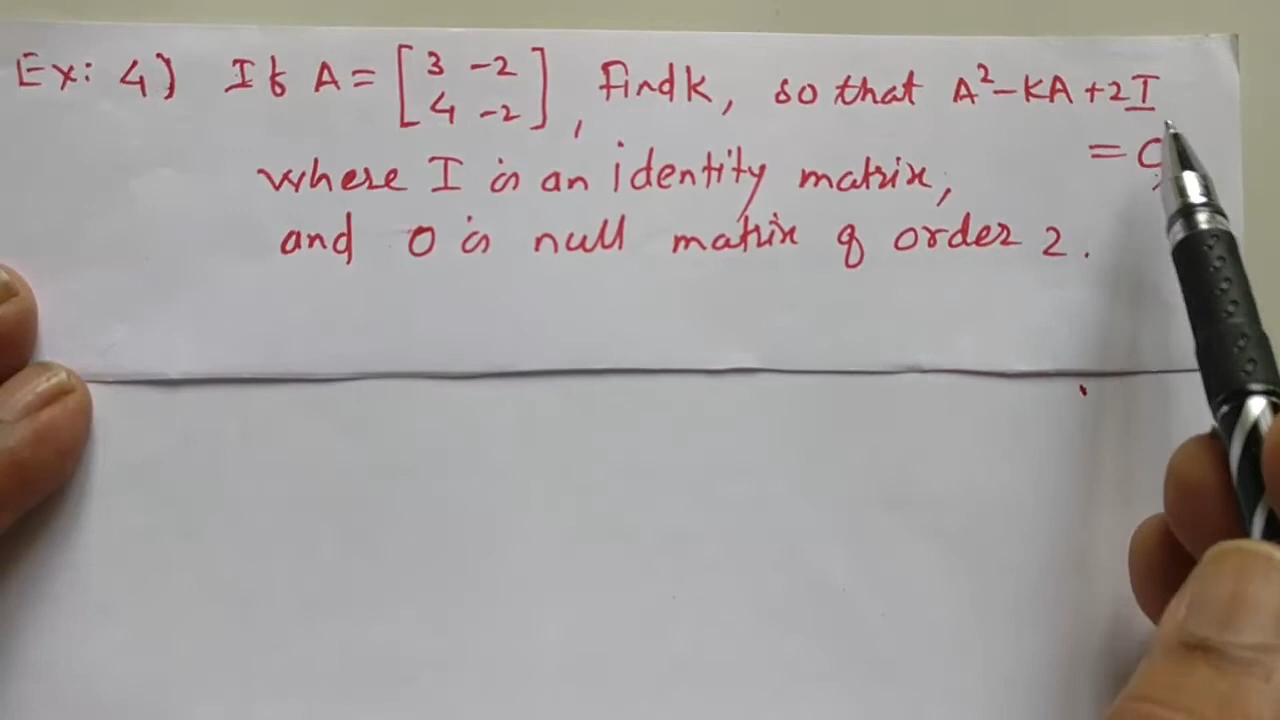 Ex: 4) If A = [3 -2 4 -2], Find k, so that A²-KA+2I
= O,
where I is an identity matrix,
and O is null matrix of order 2.